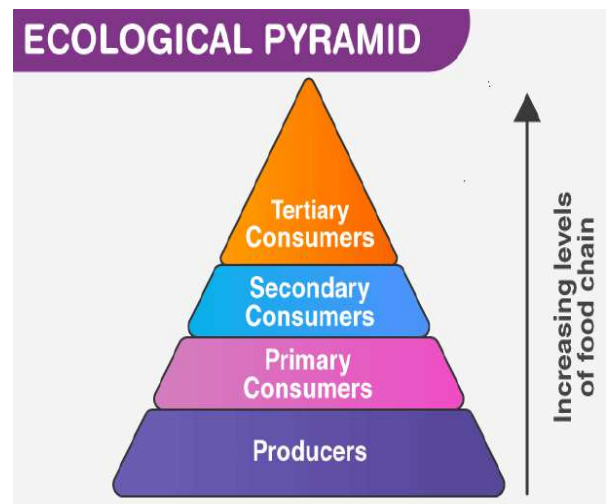 ECOLOGICAL PYRAMID
Tertiary
Consumers
Secondary
Consumers
Primary
Consumers
Producers
Increasing levels
of food chain